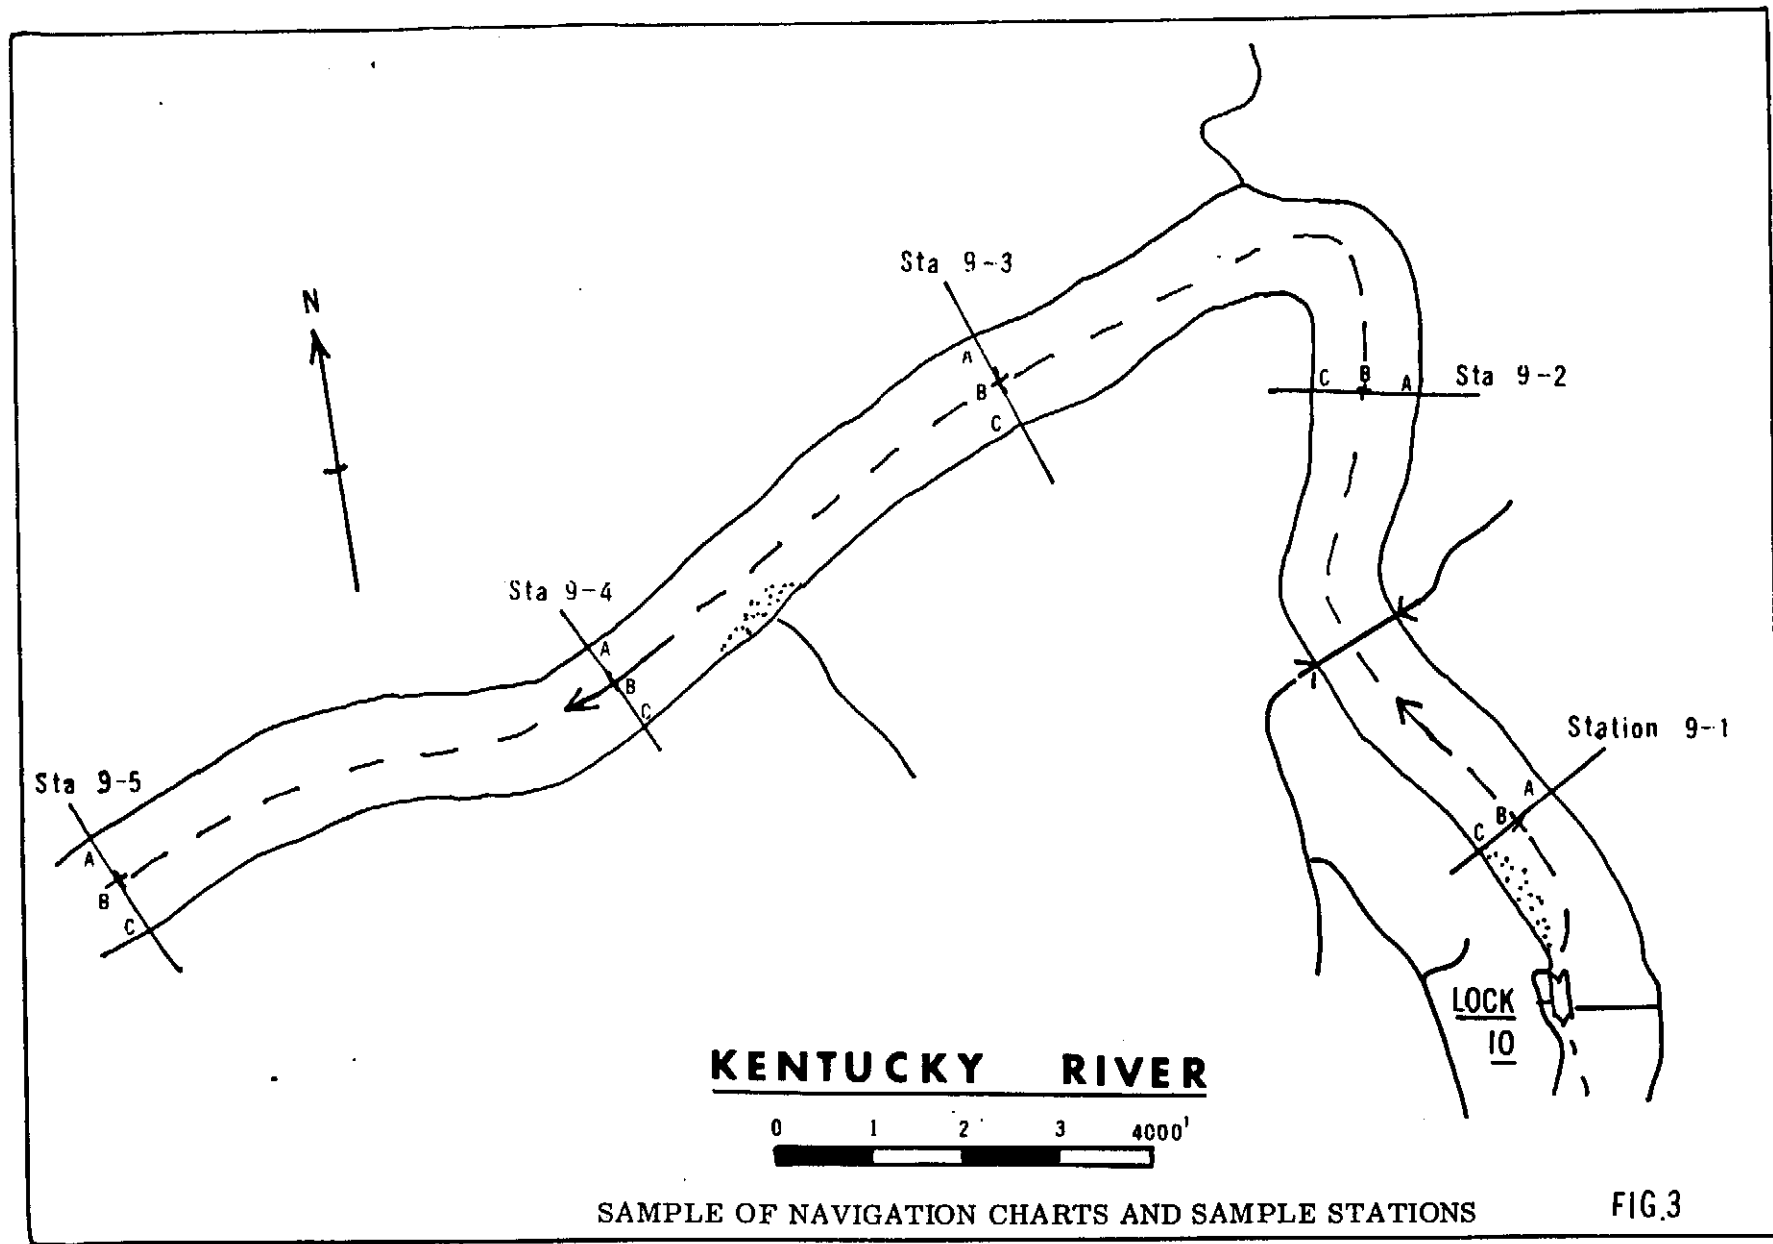 N
Sta 9-3
A
B
C
C B A Sta 9-2
Sta 9-4
A
B
C
Station 9-1
A
B
C
Sta 9-5
A
B
C
LOCK
10
KENTUCKY RIVER
0 1 2 3 4000'
SAMPLE OF NAVIGATION CHARTS AND SAMPLE STATIONS
FIG.3